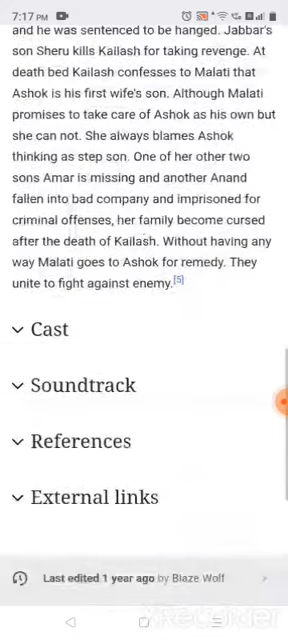 7:17 PM
and he was sentenced to be hanged. Jabbar's
son Sheru kills Kailash for taking revenge. At
death bed Kailash confesses to Malati that
Ashok is his first wife's son. Although Malati
promises to take care of Ashok as his own but
she can not. She always blames Ashok
thinking as step son. One of her other two
sons Amar is missing and another Anand
fallen into bad company and imprisoned for
criminal offenses, her family become cursed
after the death of Kailash. Without having any
way Malati goes to Ashok for remedy. They
unite to fight against enemy.[5]
Cast
Soundtrack
References
External links
Last edited 1 year ago by Blaze Wolf